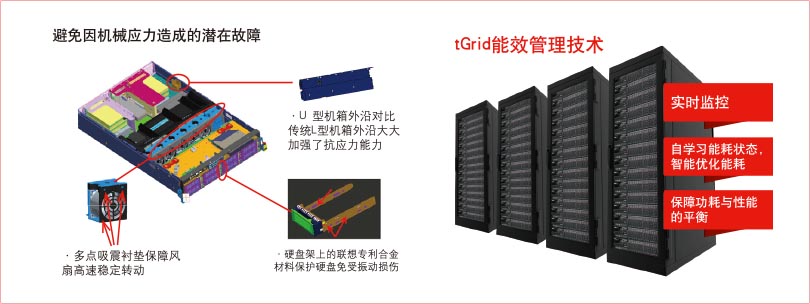 避免因机械应力造成的潜在故障
·U 型机箱外沿对比
传统L型机箱外沿大大
加强了抗应力能力
·多点吸震衬垫保障风
扇高速稳定转动
·硬盘架上的联想专利合金
材料保护硬盘免受振动损伤
tGrid能效管理技术
实时监控
自学习能耗状态,
智能优化能耗
保障功耗与性能
的平衡